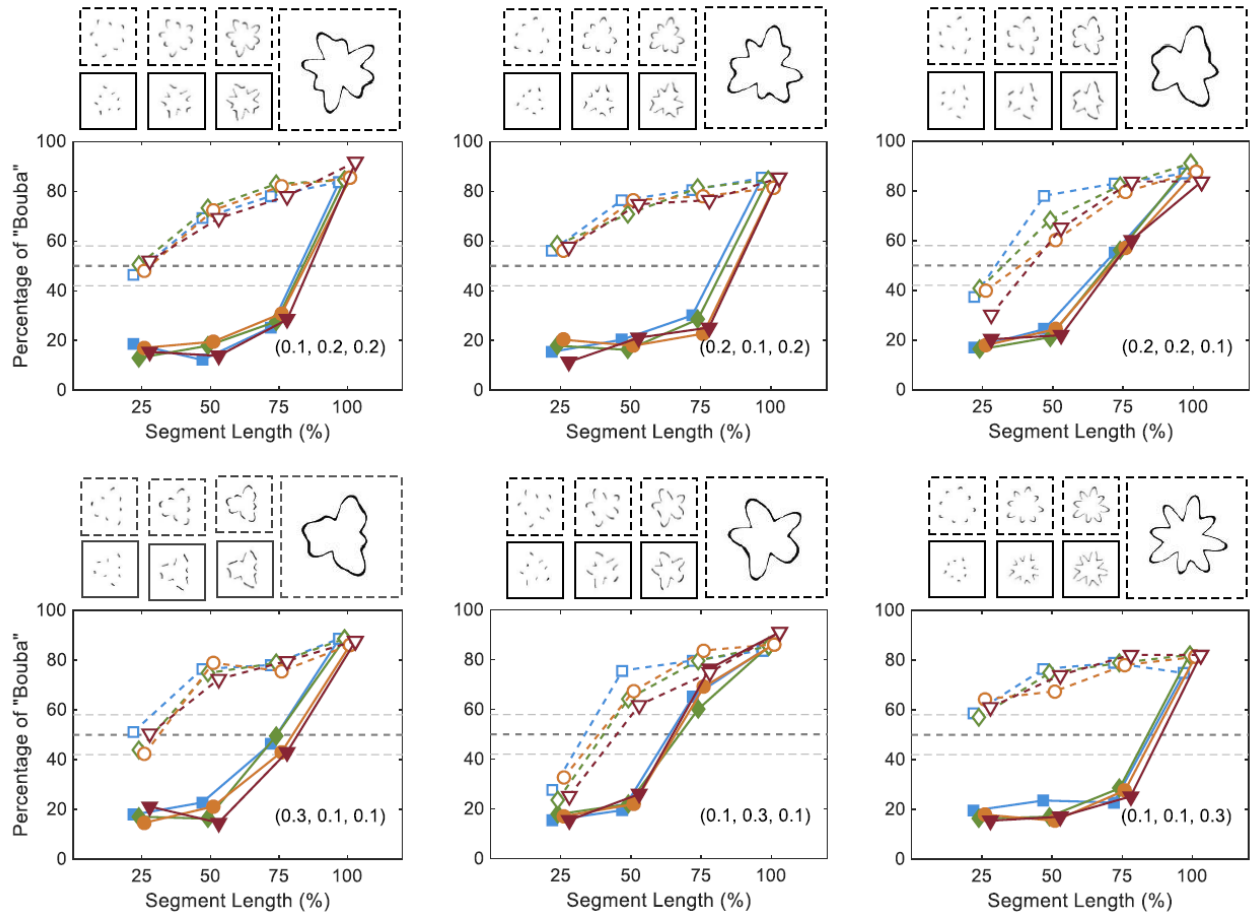 Percentage of "Bouba"
100
80
60
40
20
0
(0.1, 0.2, 0.2)
25 50 75 100
Segment Length (%)
100
80
60
40
20
0
(0.2, 0.1, 0.2)
25 50 75 100
Segment Length (%)
100
80
60
40
20
0
(0.2, 0.2, 0.1)
25 50 75 100
Segment Length (%)
Percentage of "Bouba"
100
80
60
40
20
0
(0.3, 0.1, 0.1)
25 50 75 100
Segment Length (%)
100
80
60
40
20
0
(0.1, 0.3, 0.1)
25 50 75 100
Segment Length (%)
100
80
60
40
20
0
(0.1, 0.1, 0.3)
25 50 75 100
Segment Length (%)